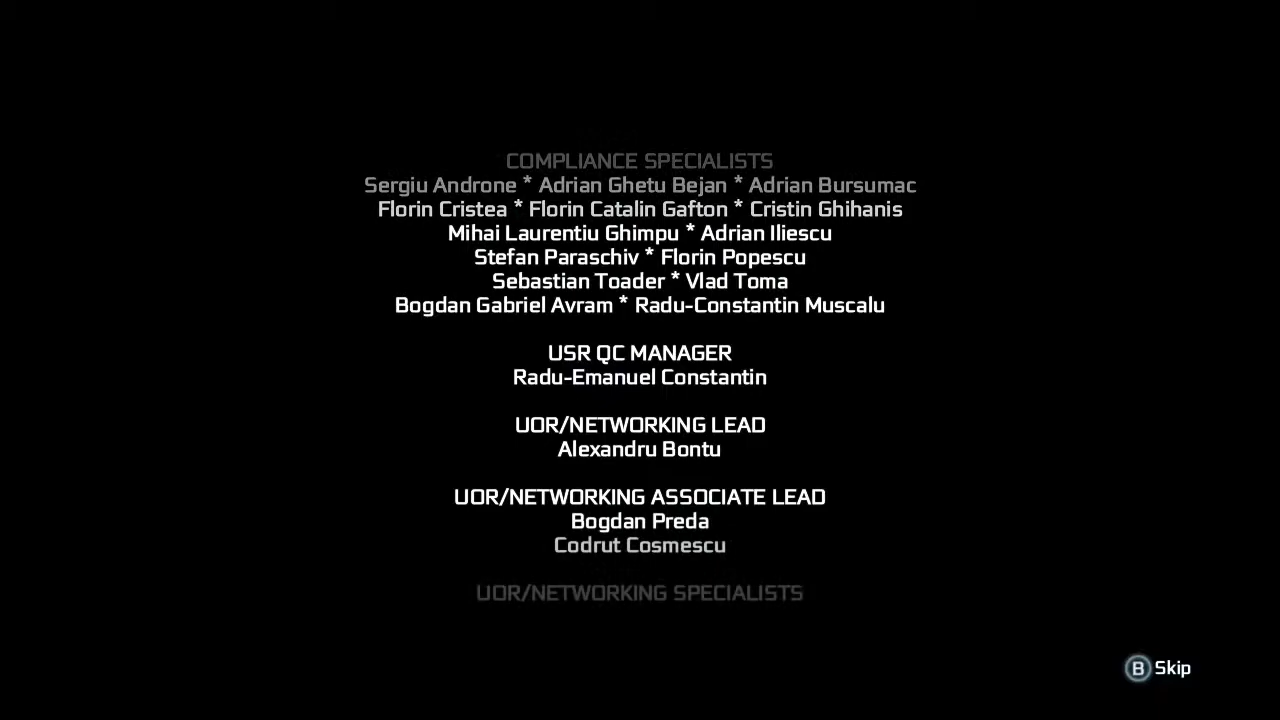 COMPLIANCE SPECIALISTS
Sergiu Androne * Adrian Ghetu Bejan * Adrian Bursumac
Florin Cristea * Florin Catalin Gafton * Cristin Ghihanis
Mihai Laurentiu Ghimpu * Adrian Iliescu
Stefan Paraschiv * Florin Popescu
Sebastian Toader * Vlad Toma
Bogdan Gabriel Avram * Radu-Constantin Muscalu
USR QC MANAGER
Radu-Emanuel Constantin
UOR/NETWORKING LEAD
Alexandru Bontu
UOR/NETWORKING ASSOCIATE LEAD
Bogdan Preda
Codrut Cosmescu
UOR/NETWORKING SPECIALISTS
B Skip